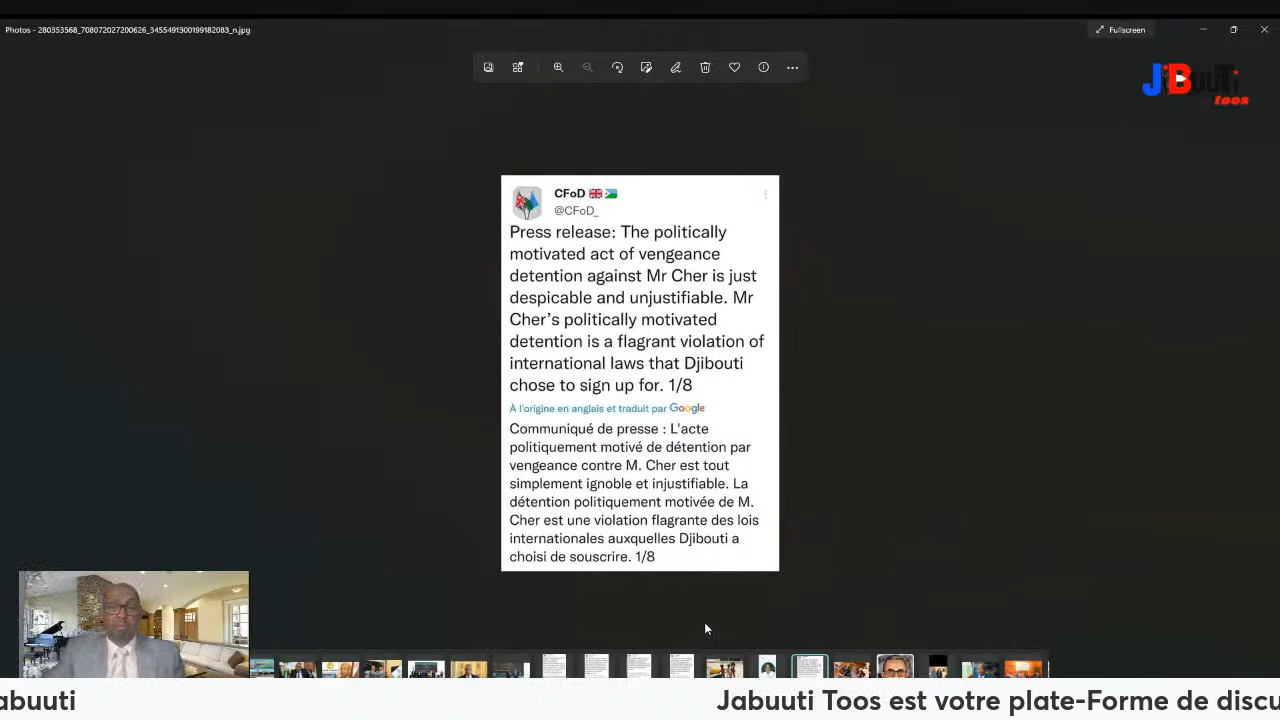 Photos - 280353568_708072027200626_3455491300199182083_n.jpg
Fullscreen
JaBuuTi
toos
CFoD 🇬🇧🇩🇯
@CFoD_
Press release: The politically
motivated act of vengeance
detention against Mr Cher is just
despicable and unjustifiable. Mr
Cher’s politically motivated
detention is a flagrant violation of
international laws that Djibouti
chose to sign up for. 1/8
À l'origine en anglais et traduit par Google
Communiqué de presse : L'acte
politiquement motivé de détention par
vengeance contre M. Cher est tout
simplement ignoble et injustifiable. La
détention politiquement motivée de M.
Cher est une violation flagrante des lois
internationales auxquelles Djibouti a
choisi de souscrire. 1/8
abuuti
Jabuuti Toos est votre plate-Forme de discu